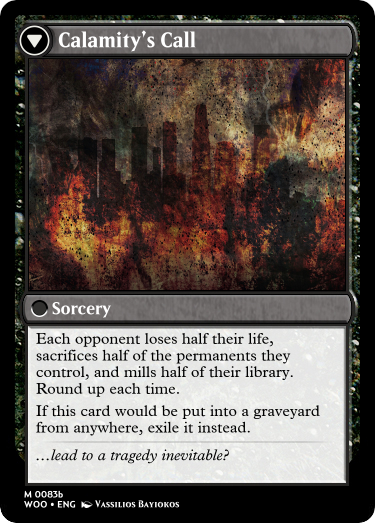 Calamity's Call
Sorcery
Each opponent loses half their life,
sacrifices half of the permanents they
control, and mills half of their library.
Round up each time.
If this card would be put into a graveyard
from anywhere, exile it instead.
…lead to a tragedy inevitable?
M 0083b
WOO • ENG Vassilios Bayiokos